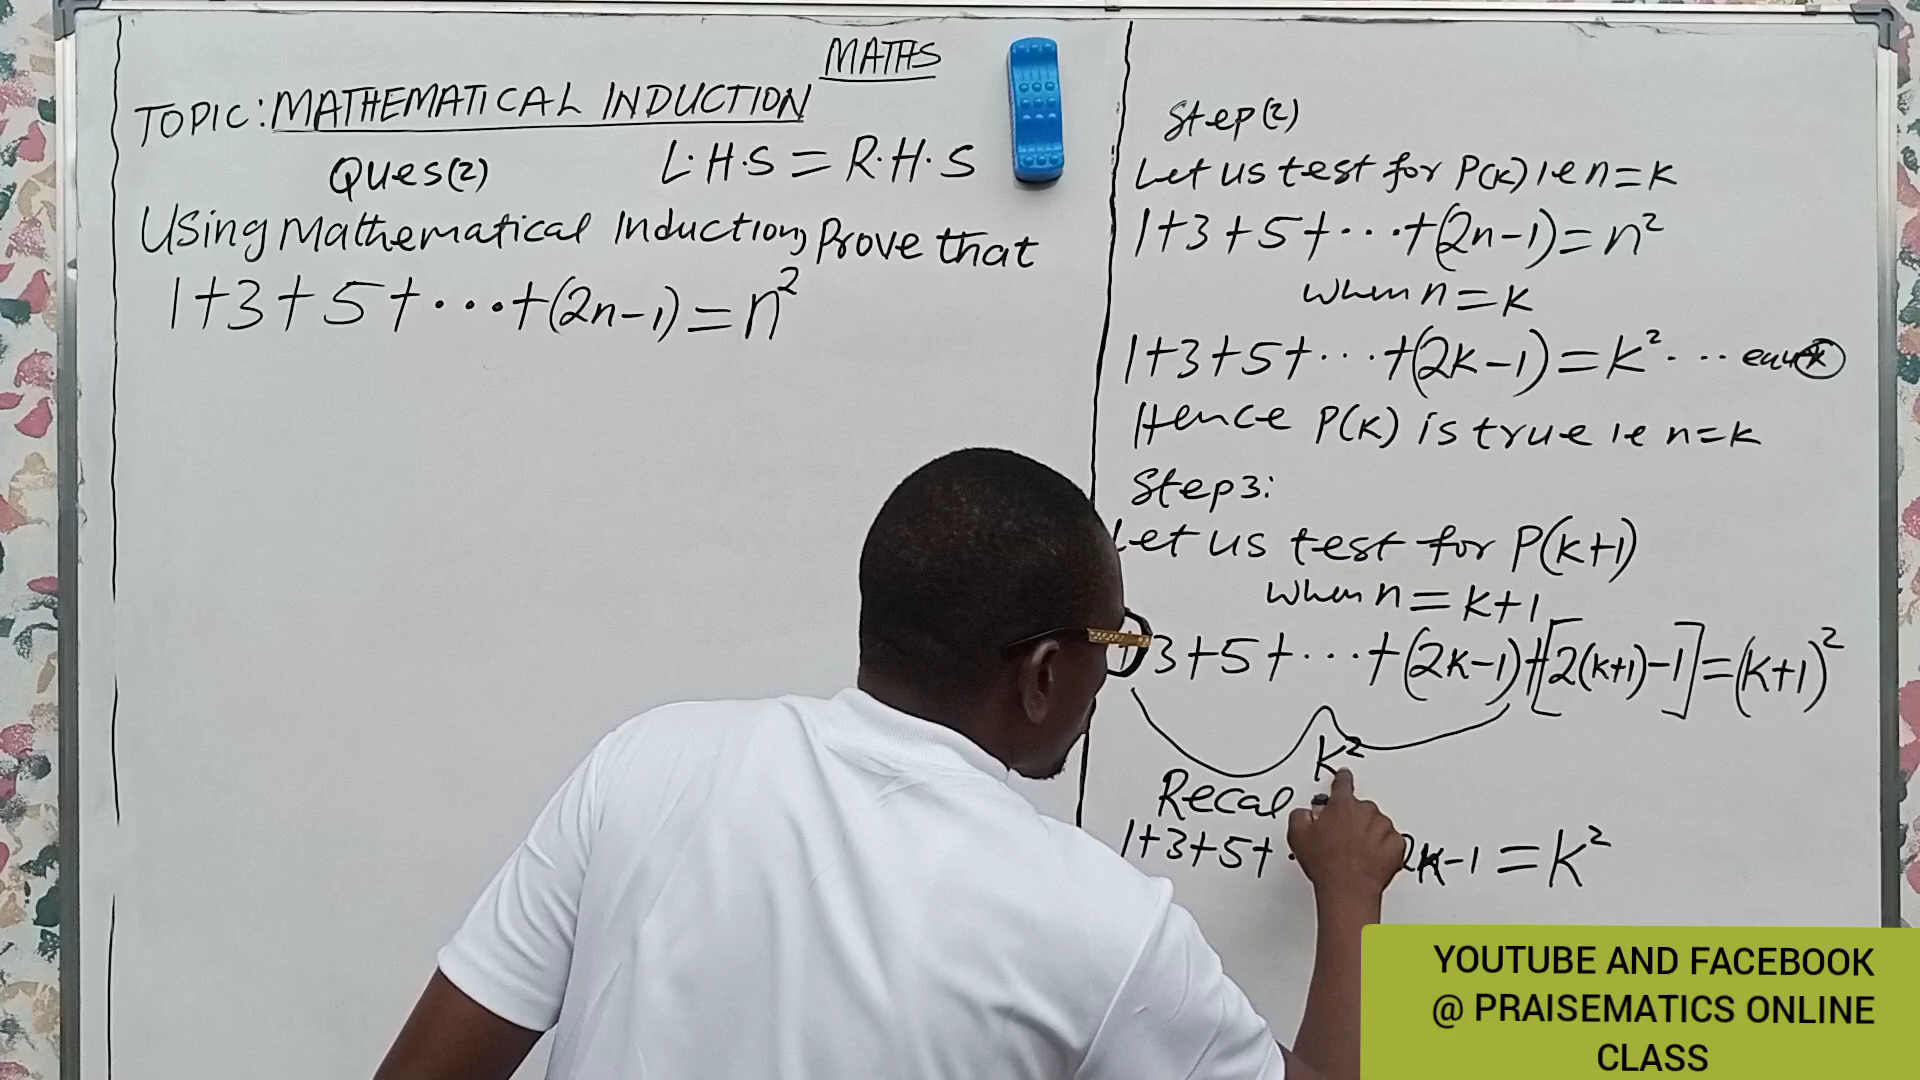 MATHS
TOPIC: MATHEMATICAL INDUCTION
Ques(2) L.H.S = R.H.S
Using Mathematical Induction, Prove that
1+3+5+...+(2n-1)=n²
Step(2)
Let us test for P(k) ie n=k
1+3+5+...+(2n-1)=n²
when n=k
1+3+5+...+(2k-1)=k²...
Hence P(k) is true ie n=k
Step3:
Let us test for P(k+1)
when n=k+1
3+5+...+(2k-1)+[2(k+1)-1]=(k+1)²
k²
Recal
1+3+5+. 2k-1=k²
YOUTUBE AND FACEBOOK
@ PRAISEMATICS ONLINE
CLASS